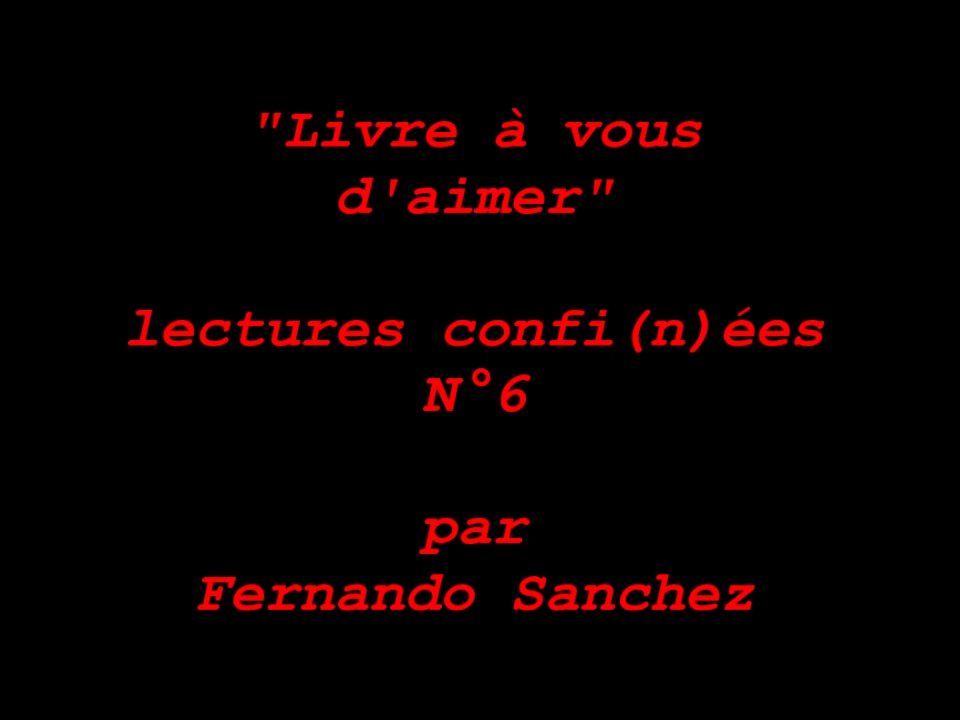 "Livre à vous
d'aimer"
lectures confi(n)ées
N°6
par
Fernando Sanchez